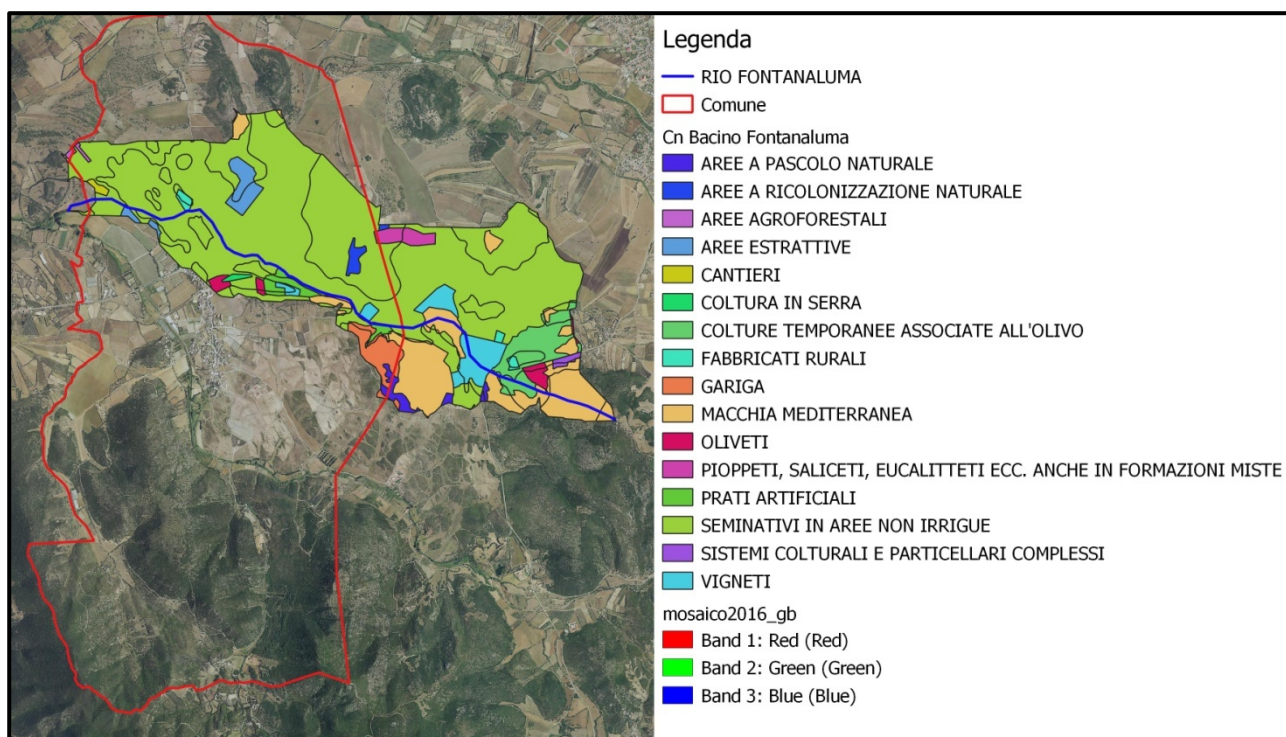 Legenda
RIO FONTANALUMA
Comune
Cn Bacino Fontanaluma
AREE A PASCOLO NATURALE
AREE A RICOLONIZZAZIONE NATURALE
AREE AGROFORESTALI
AREE ESTRATTIVE
CANTIERI
COLTURA IN SERRA
COLTURE TEMPORANEE ASSOCIATE ALL'OLIVO
FABBRICATI RURALI
GARIGA
MACCHIA MEDITERRANEA
OLIVETI
PIOPPETI, SALICETI, EUCALITTETI ECC. ANCHE IN FORMAZIONI MISTE
PRATI ARTIFICIALI
SEMINATIVI IN AREE NON IRRIGUE
SISTEMI COLTURALI E PARTICELLARI COMPLESSI
VIGNETI
mosaico2016_gb
Band 1: Red (Red)
Band 2: Green (Green)
Band 3: Blue (Blue)